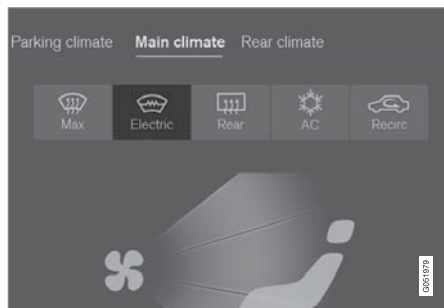 Parking climate Main climate Rear climate
Max Electric Rear AC Recirc
G051979